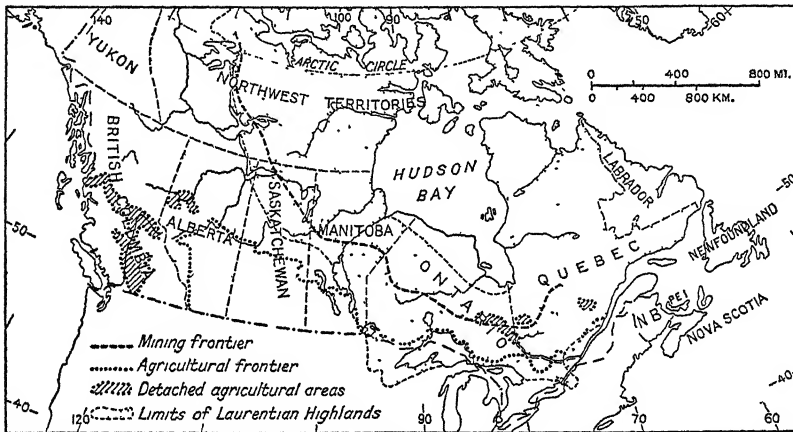 140
100
90
50
60
YUKON
ARCTIC CIRCLE
NORTHWEST TERRITORIES
0 400 800 MI.
0 400 800 KM.
BRITISH
HUDSON
BAY
LABRADOR
50
50
SASKATCHEWAN
ALBERTA
MANITOBA
QUEBEC
NEWFOUNDLAND
N B
P E I
NOVA SCOTIA
Mining frontier
Agricultural frontier
Detached agricultural areas
Limits of Laurentian Highlands
40
40
120
90
70
60